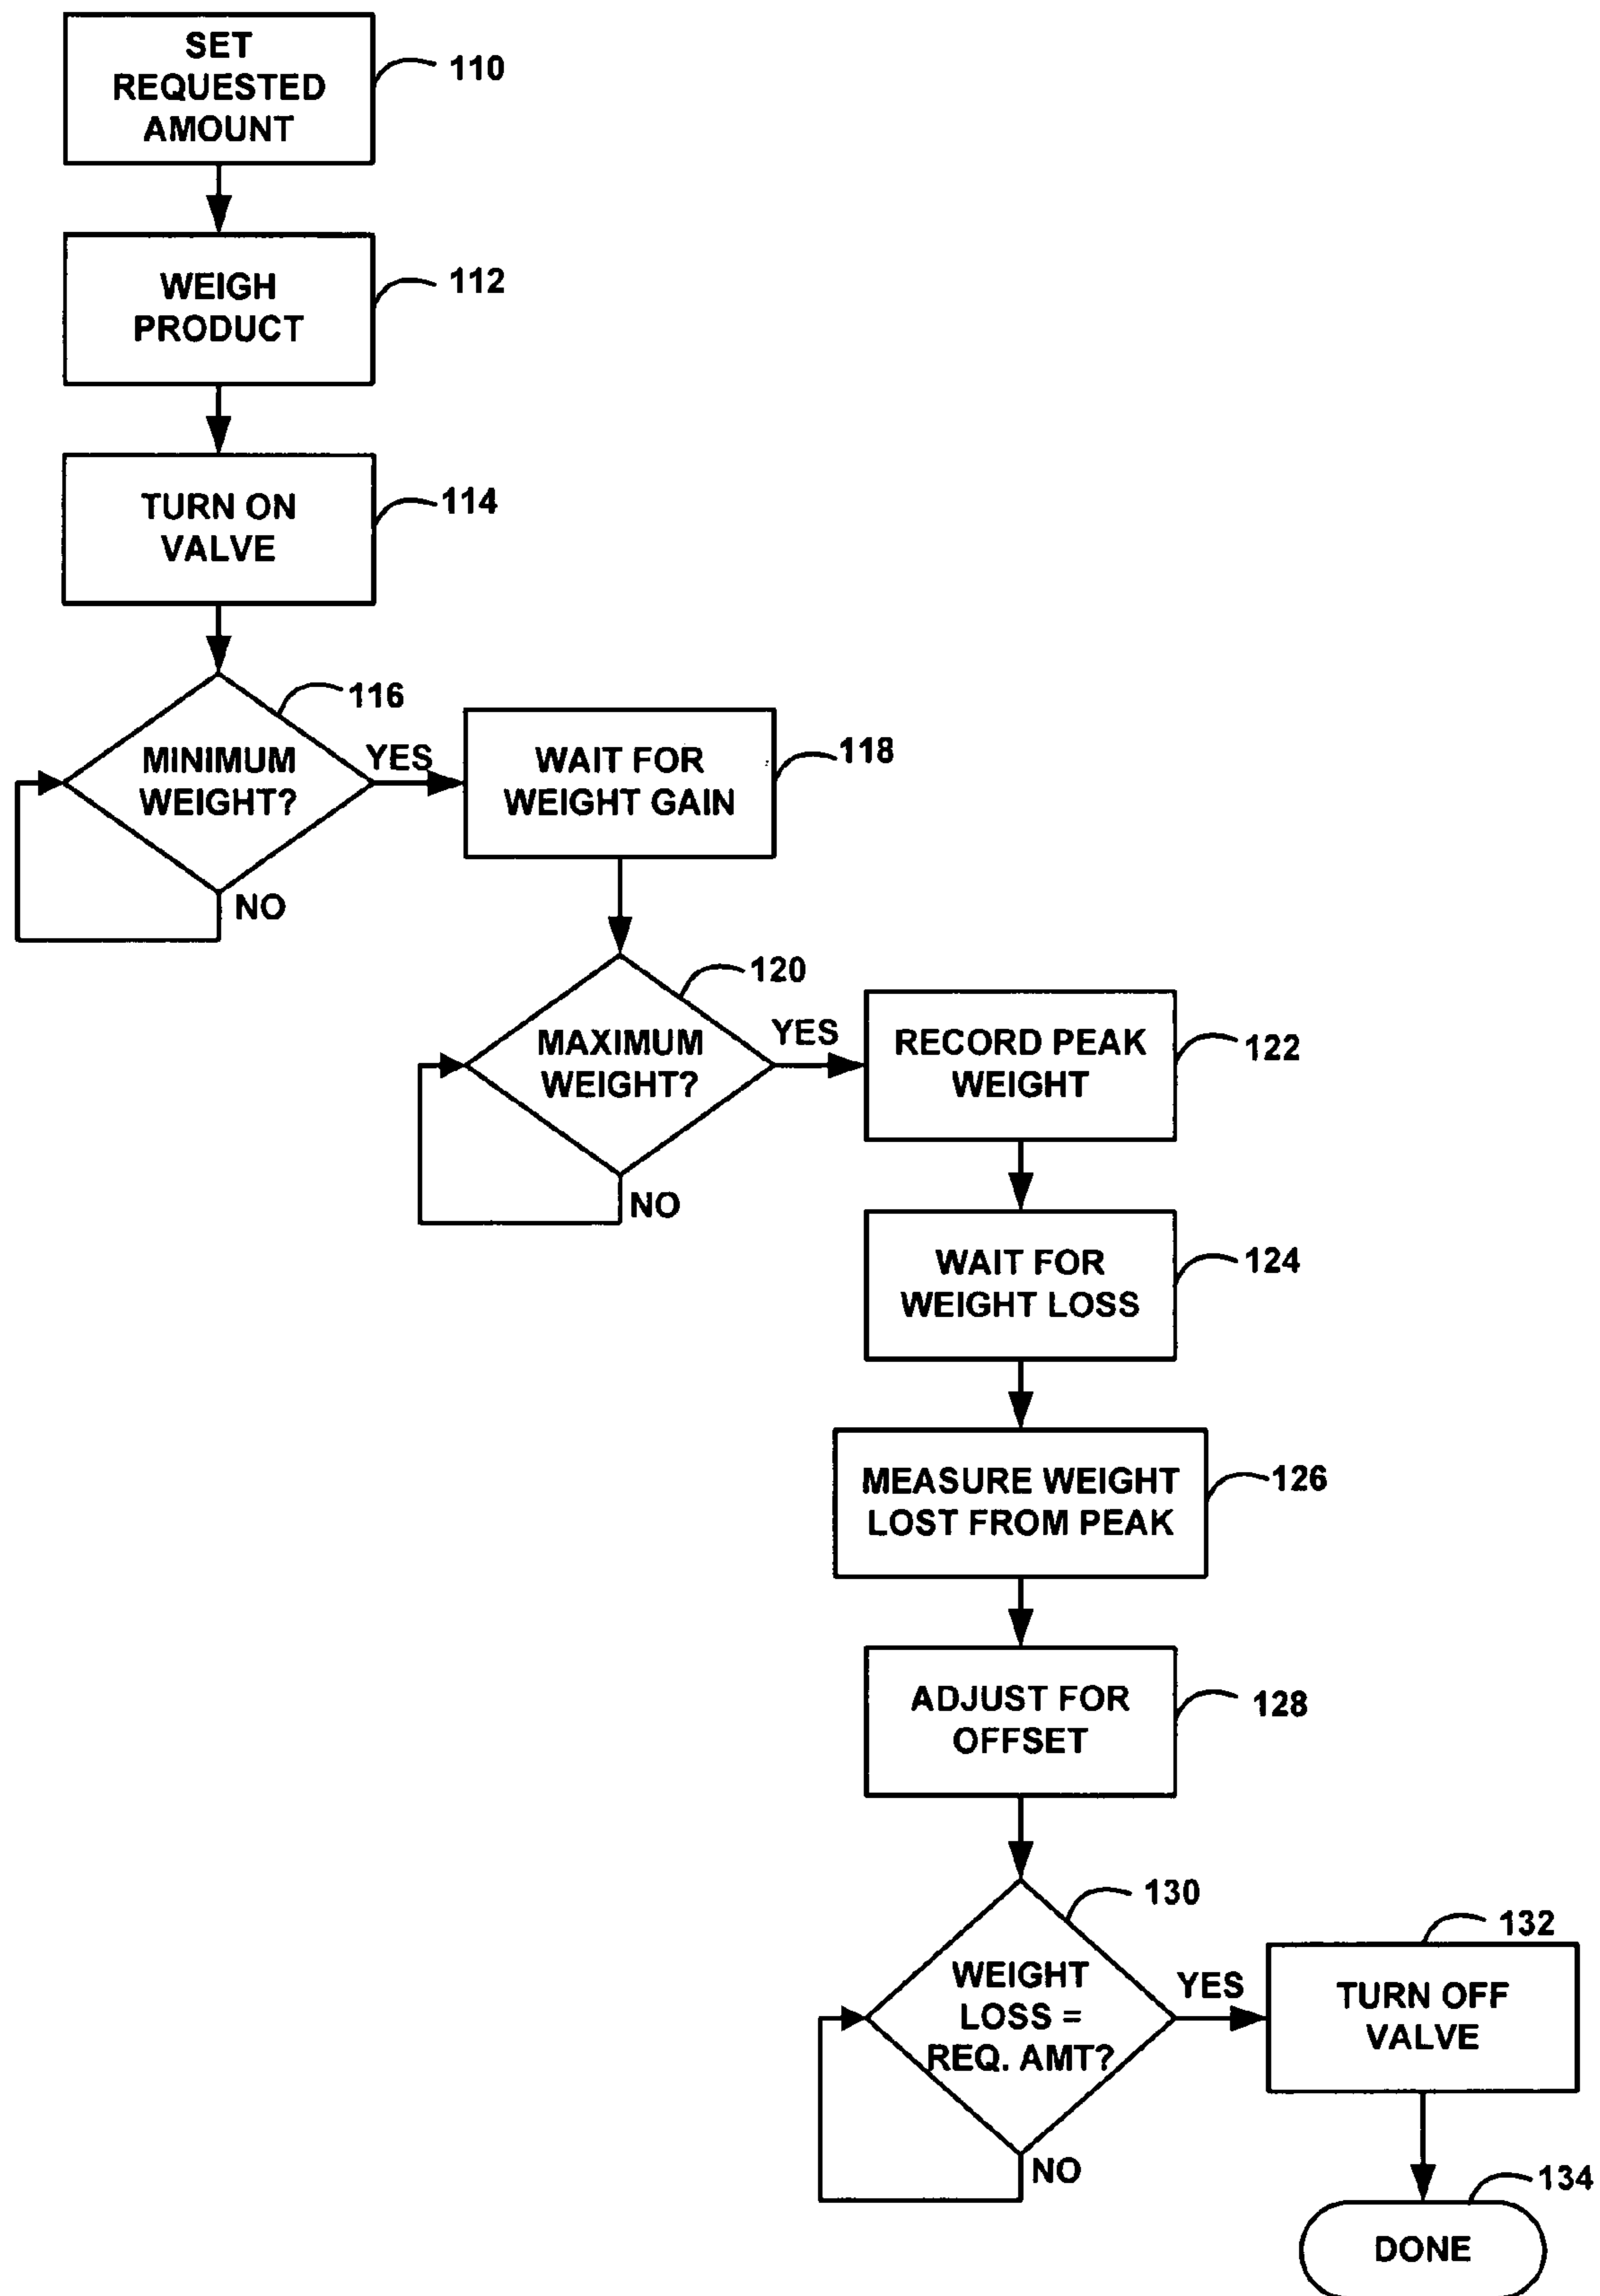 SET
REQUESTED
AMOUNT
110
WEIGH
PRODUCT
112
TURN ON
VALVE
114
116
MINIMUM
WEIGHT?
YES
NO
WAIT FOR
WEIGHT GAIN
118
120
MAXIMUM
WEIGHT?
YES
NO
RECORD PEAK
WEIGHT
122
WAIT FOR
WEIGHT LOSS
124
MEASURE WEIGHT
LOST FROM PEAK
126
ADJUST FOR
OFFSET
128
130
WEIGHT
LOSS =
REQ. AMT?
YES
NO
132
TURN OFF
VALVE
134
DONE